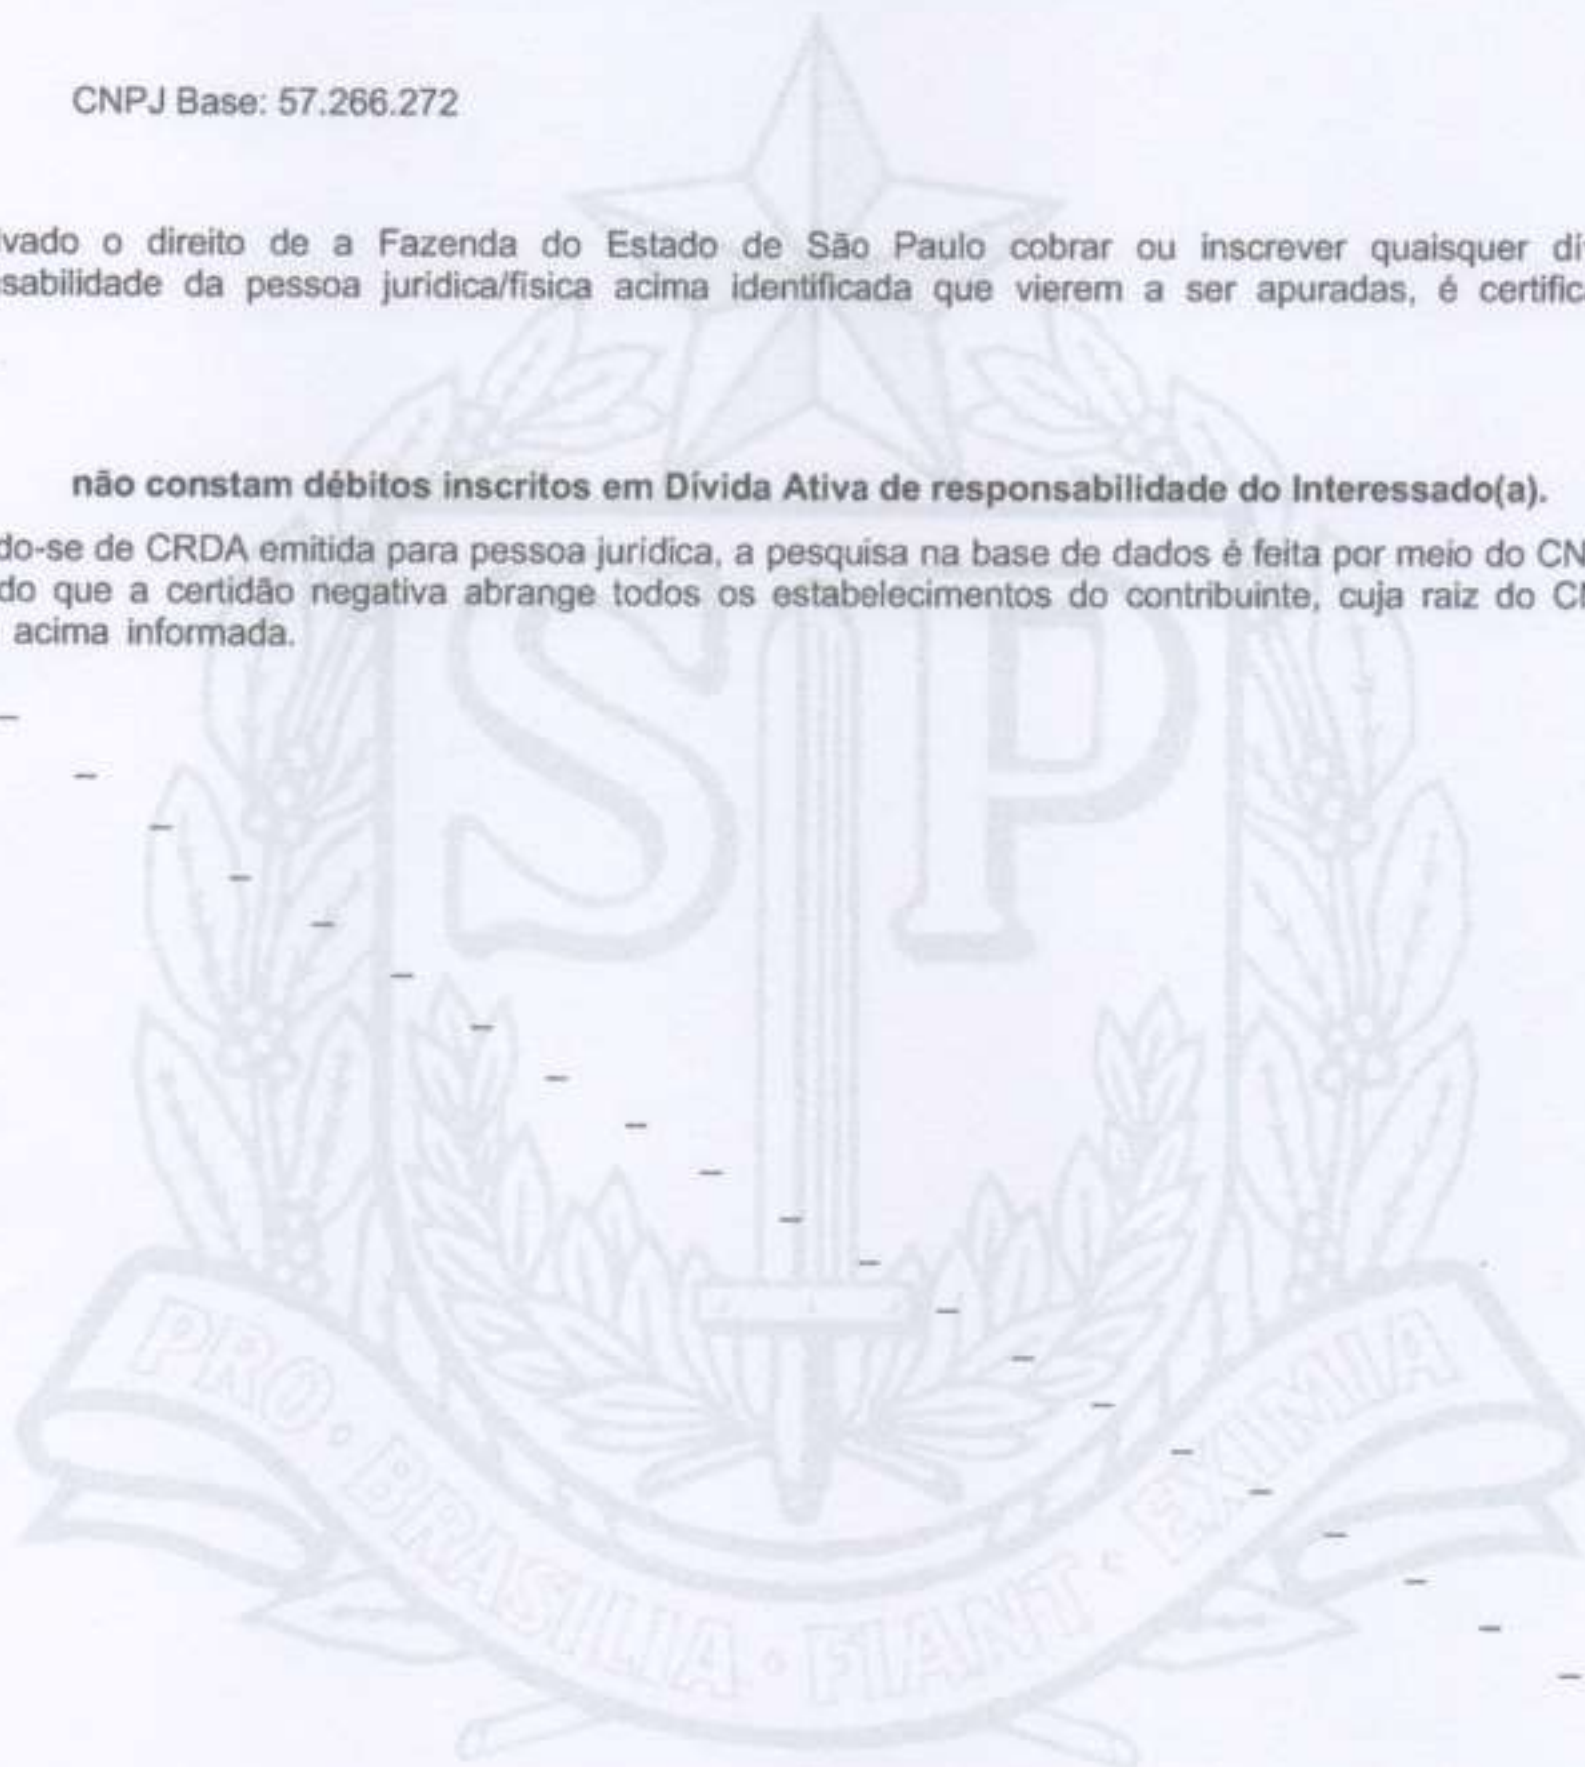 CNPJ Base: 57.266.272
vado o direito de a Fazenda do Estado de São Paulo cobrar ou inscrever quaisquer dí
sabilidade da pessoa jurídica/física acima identificada que vierem a ser apuradas, é certific
não constam débitos inscritos em Dívida Ativa de responsabilidade do Interessado(a).
do-se de CRDA emitida para pessoa jurídica, a pesquisa na base de dados é feita por meio do CN
do que a certidão negativa abrange todos os estabelecimentos do contribuinte, cuja raiz do C
acima informada.
SP
PRO • BRASILIA • FIANT • EXIMIA